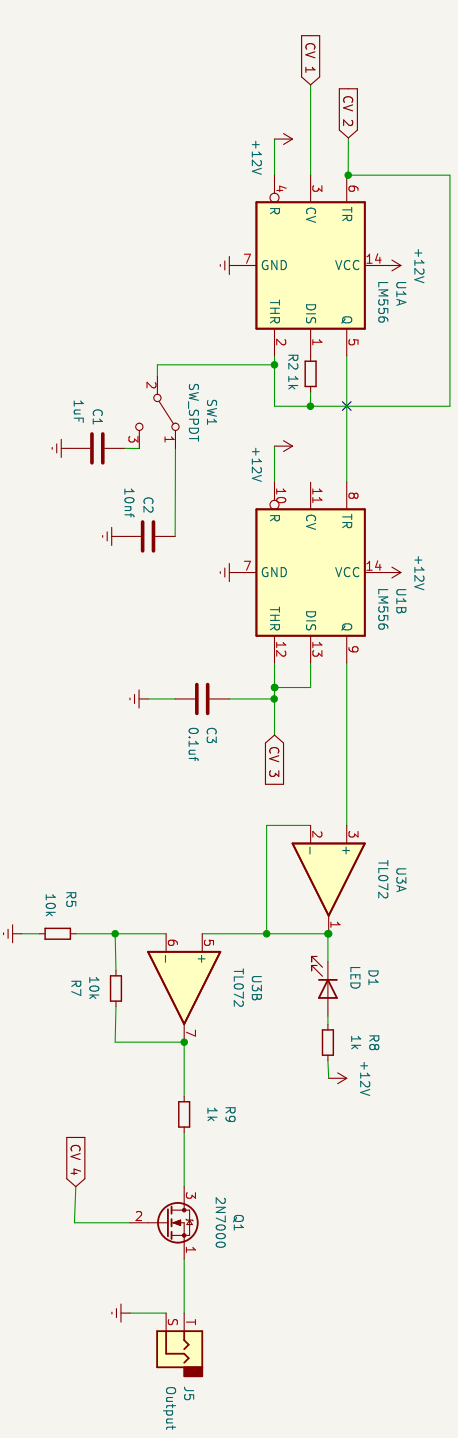 CV 1
CV 2
+12V
4
3
6
R
CV
TR
7
GND
VCC
14
+12V
U1A
LM556
THR
DIS
Q
2
1
5
R2 1k
SW1
SW_SPDT
2
3
1
C1
1uF
C2
10nf
+12V
10
11
8
R
CV
TR
7
GND
VCC
14
+12V
U1B
LM556
THR
DIS
Q
12
13
9
C3
0.1uf
CV 3
2
3
-
+
U3A
TL072
1
R5
10k
6
5
-
+
U3B
TL072
7
10k
R7
D1
LED
R8
1k
+12V
R9
1k
CV 4
3
2
1
Q1
2N7000
S
T
J5
Output